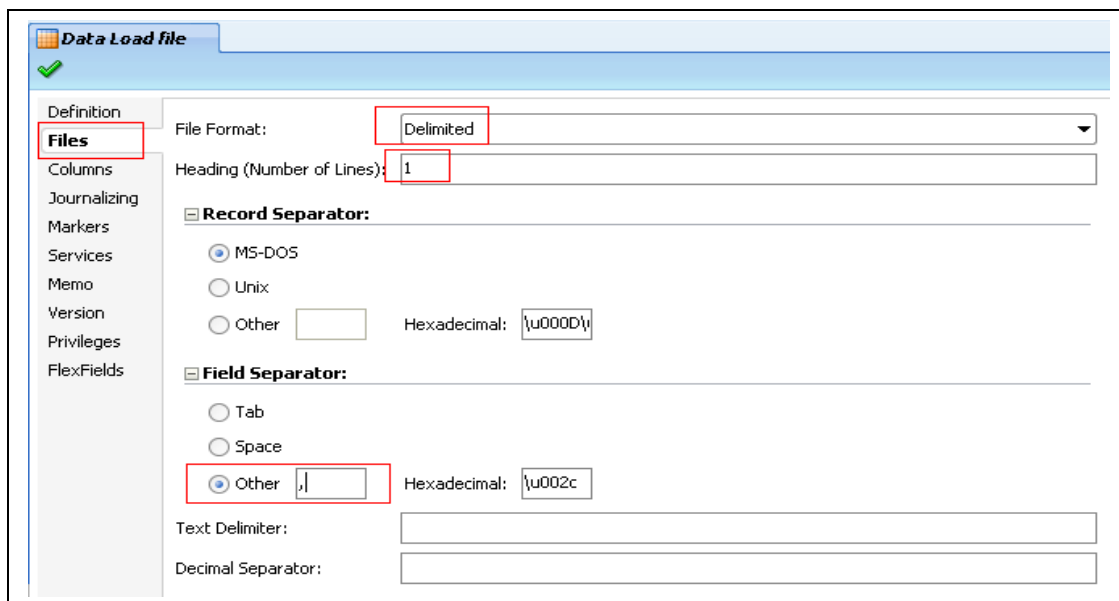 Data Load file
Definition
Files
Columns
Journalizing
Markers
Services
Memo
Version
Privileges
FlexFields
File Format: Delimited
Heading (Number of Lines): 1
Record Separator:
MS-DOS
Unix
Other Hexadecimal: \u000D\
Field Separator:
Tab
Space
Other , Hexadecimal: \u002c
Text Delimiter:
Decimal Separator: